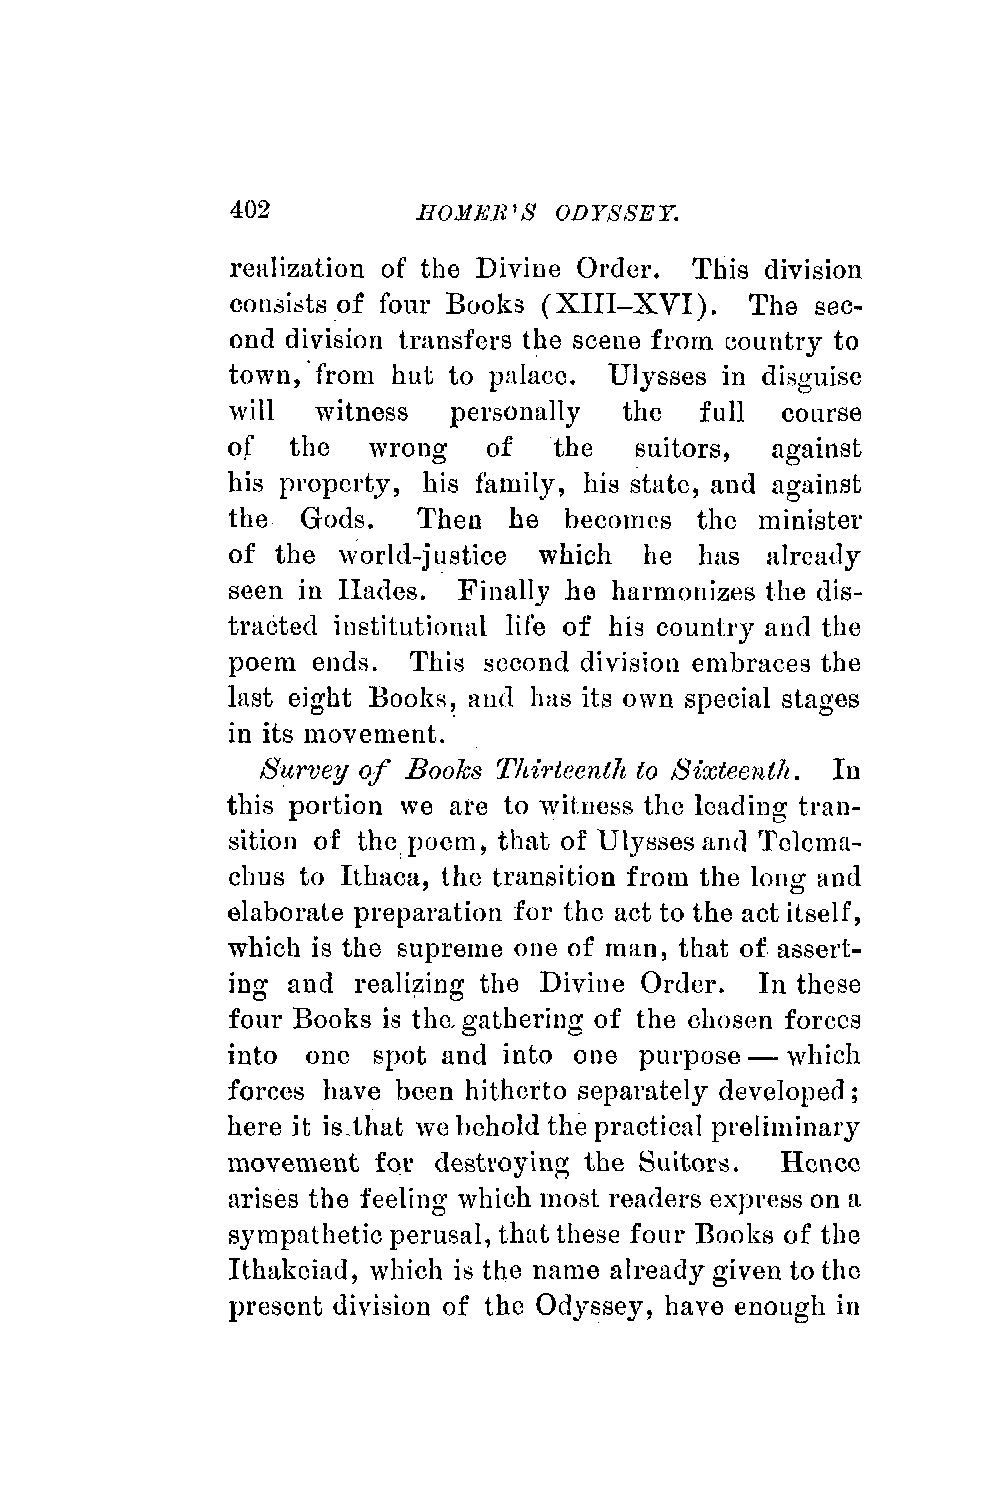 402 HOMER'S ODYSSEY.
realization of the Divine Order. This division
consists of four Books (XIII–XVI). The sec-
ond division transfers the scene from country to
town, from hut to palace. Ulysses in disguise
will witness personally the full course
of the wrong of the suitors, against
his property, his family, his state, and against
the Gods. Then he becomes the minister
of the world-justice which he has already
seen in Hades. Finally he harmonizes the dis-
tracted institutional life of his country and the
poem ends. This second division embraces the
last eight Books, and has its own special stages
in its movement.
Survey of Books Thirteenth to Sixteenth. In
this portion we are to witness the leading tran-
sition of the poem, that of Ulysses and Telema-
chus to Ithaca, the transition from the long and
elaborate preparation for the act to the act itself,
which is the supreme one of man, that of assert-
ing and realizing the Divine Order. In these
four Books is the gathering of the chosen forces
into one spot and into one purpose — which
forces have been hitherto separately developed;
here it is that we behold the practical preliminary
movement for destroying the Suitors. Hence
arises the feeling which most readers express on a
sympathetic perusal, that these four Books of the
Ithakeiad, which is the name already given to the
present division of the Odyssey, have enough in